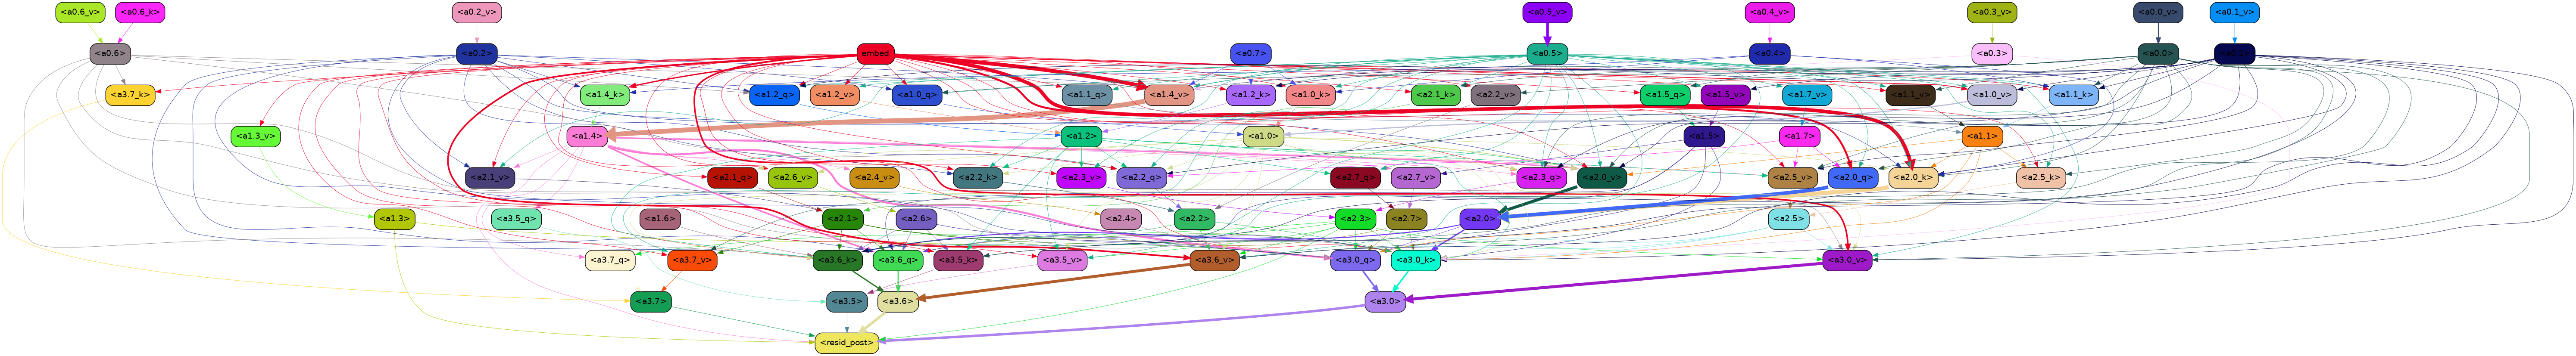 <a0.6_v> <a0.6_k> <a0.2_v> <a0.5_v> <a0.4_v> <a0.3_v> <a0.0_v> <a0.1_v>
<a0.6> <a0.2> embed <a0.7> <a0.5> <a0.4> <a0.3> <a0.0>
<a3.7_k> <a1.4_k> <a1.2_q> <a1.2_v> <a1.0_q> <a1.1_q> <a1.4_v> <a1.2_k> <a1.0_k> <a2.1_k> <a2.2_v> <a1.5_q> <a1.5_v> <a1.7_v> <a1.1_v> <a1.0_v> <a1.1_k>
<a1.3_v> <a1.4> <a1.2> <a1.0> <a1.5> <a1.7> <a1.1>
<a2.1_v> <a2.1_q> <a2.6_v> <a2.4_v> <a2.2_k> <a2.3_v> <a2.2_q> <a2.7_q> <a2.7_v> <a2.3_q> <a2.0_v> <a2.5_v> <a2.0_q> <a2.0_k> <a2.5_k>
<a1.3> <a3.5_q> <a1.6> <a2.1> <a2.6> <a2.4> <a2.2> <a2.3> <a2.7> <a2.0> <a2.5>
<a3.7_q> <a3.7_v> <a3.6_k> <a3.6_q> <a3.5_k> <a3.5_v> <a3.6_v> <a3.0_q> <a3.0_k> <a3.0_v>
<a3.7> <a3.5> <a3.6> <a3.0>
<resid_post>